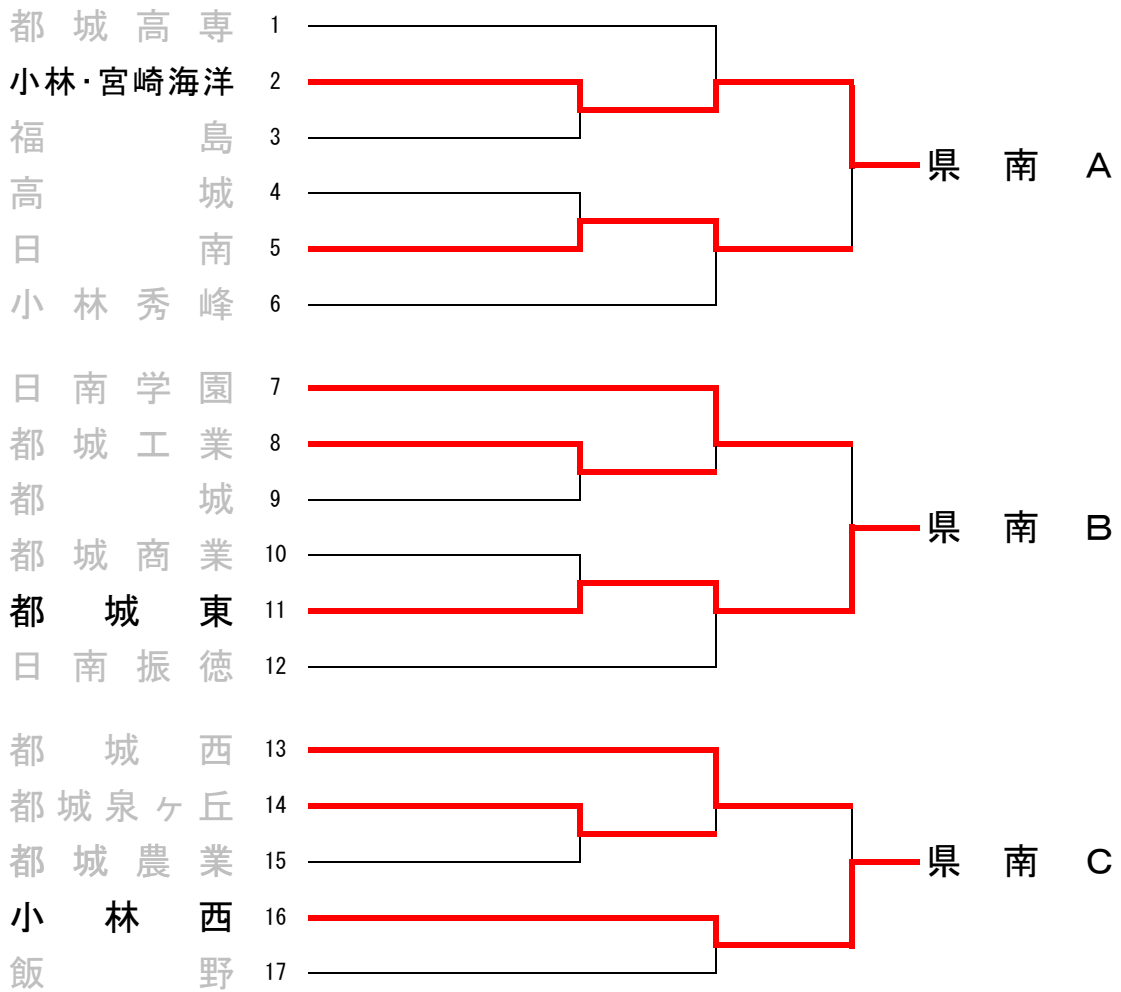 都城高専 1
小林・宮崎海洋 2
福島 3
高城 4
日南 5
小林秀峰 6
県南A
日南学園 7
都城工業 8
都城 9
都城商業 10
都城東 11
日南振徳 12
県南B
都城西 13
都城泉ヶ丘 14
都城農業 15
小林西 16
飯野 17
県南C